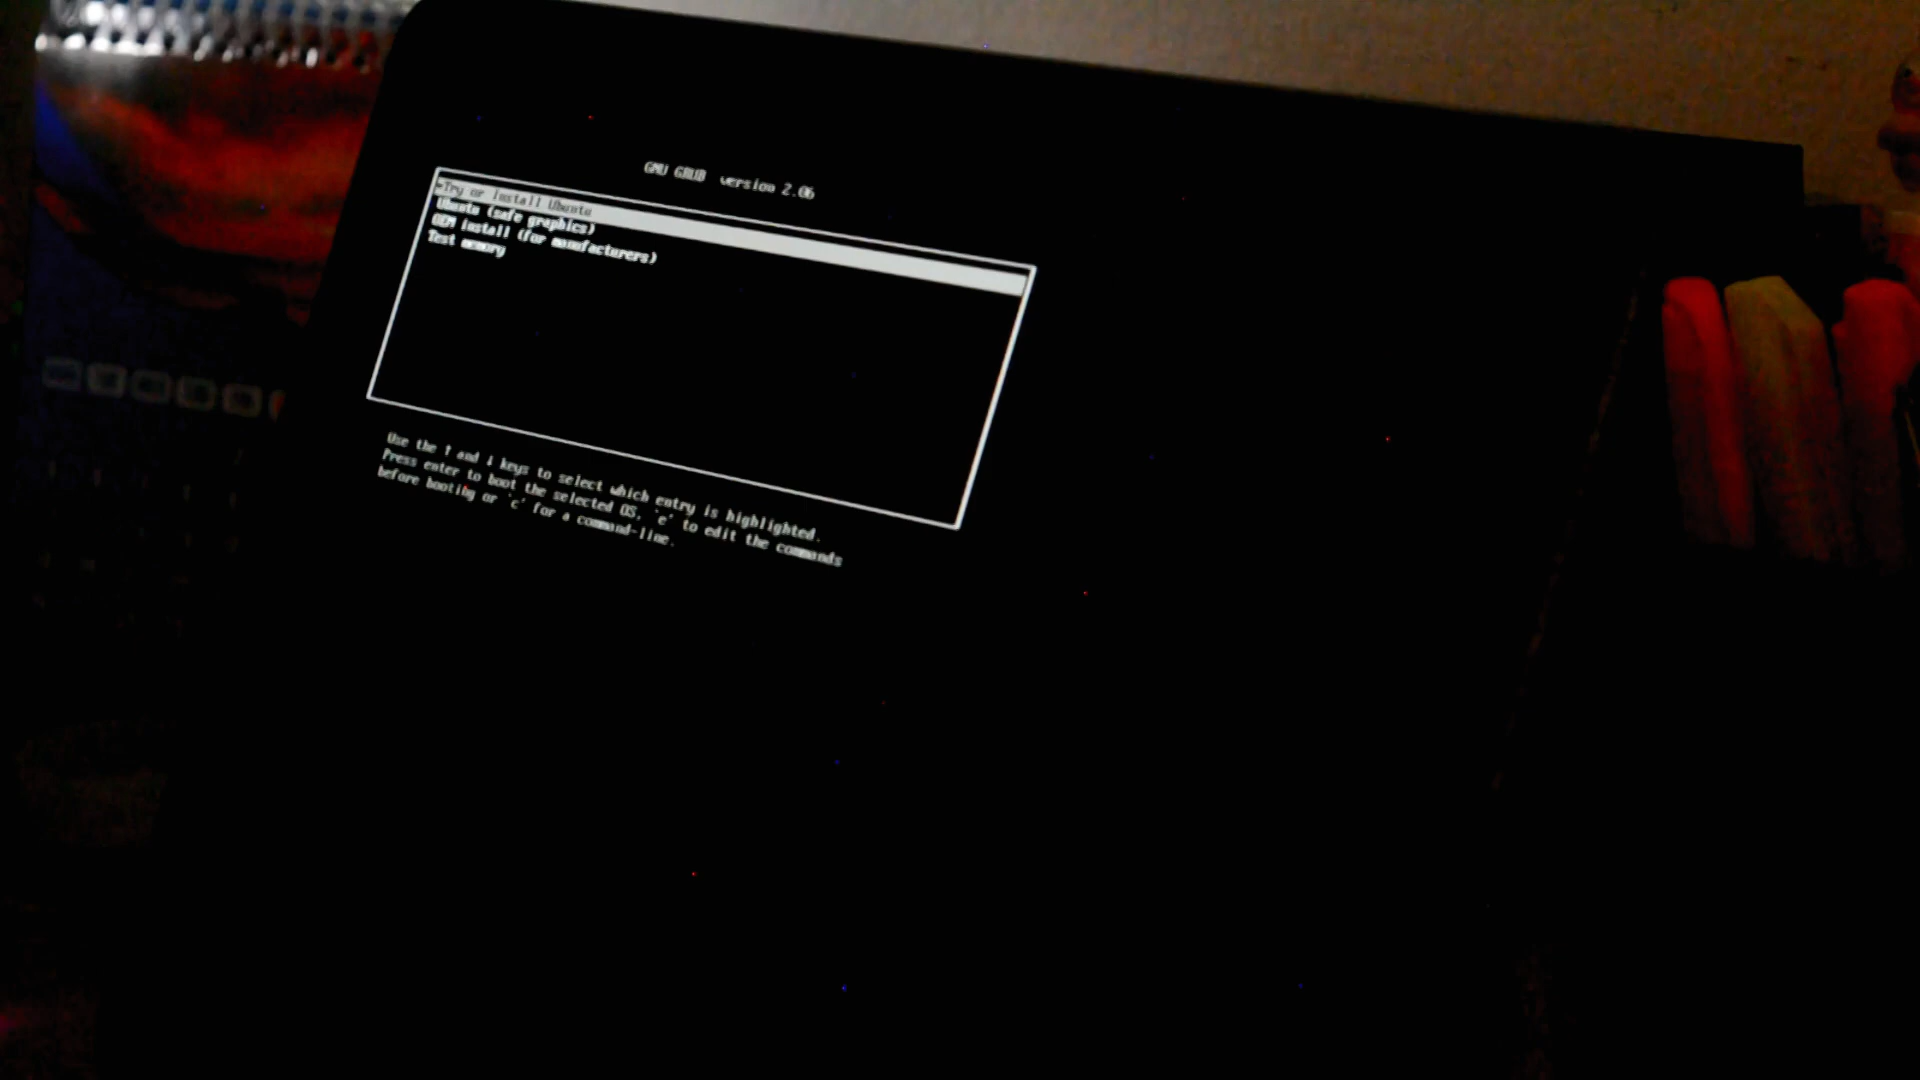 GNU GRUB version 2.06
*Try or Install Ubuntu
Ubuntu (safe graphics)
OEM install (for manufacturers)
Test memory
Use the ↑ and ↓ keys to select which entry is highlighted.
Press enter to boot the selected OS, `e' to edit the commands
before booting or `c' for a command-line.